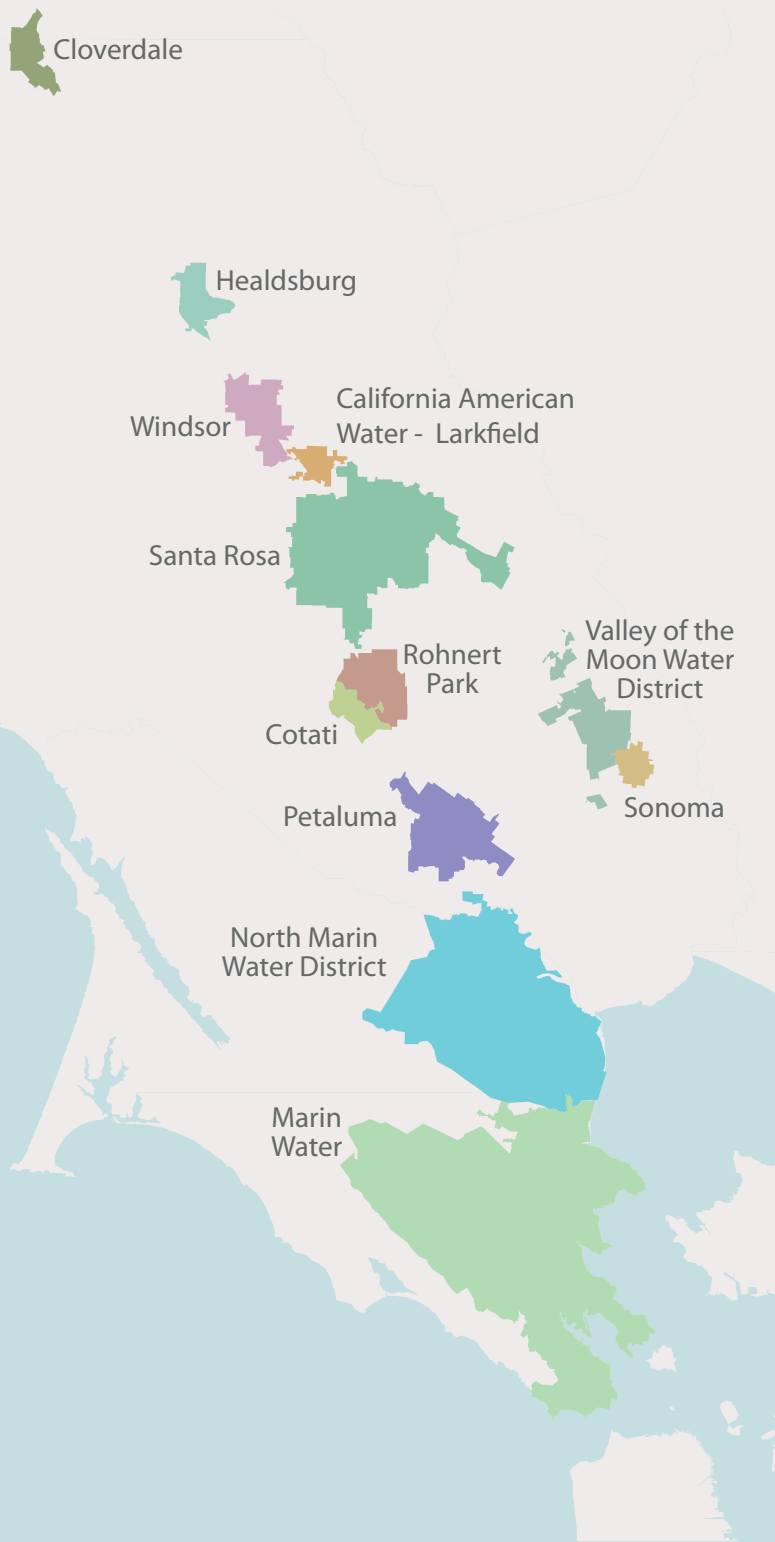 Cloverdale
Healdsburg
California American
Water -  Larkfield
Windsor
Santa Rosa
Valley of the
Moon Water
District
Rohnert
Park
Cotati
Sonoma
Petaluma
North Marin
Water District
Marin
Water